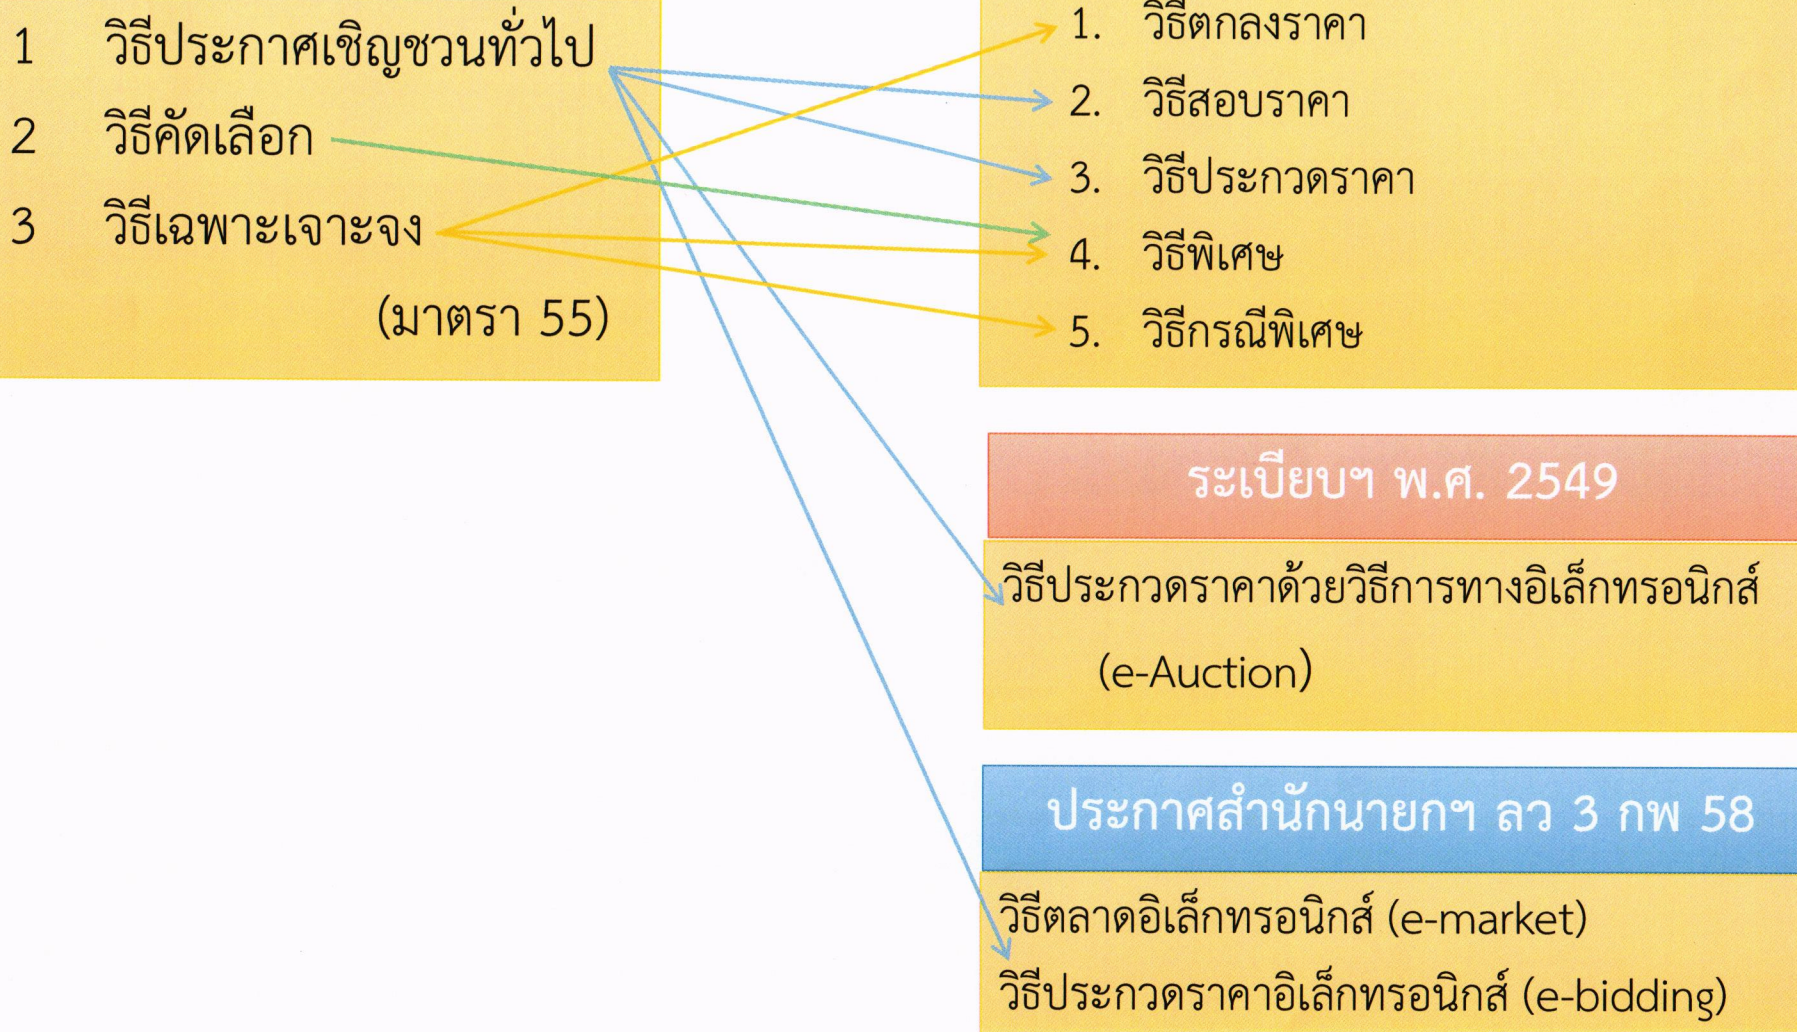 1 วิธีประกาศเชิญชวนทั่วไป
2 วิธีคัดเลือก
3 วิธีเฉพาะเจาะจง
(มาตรา 55)
1. วิธีตกลงราคา
2. วิธีสอบราคา
3. วิธีประกวดราคา
4. วิธีพิเศษ
5. วิธีกรณีพิเศษ
ระเบียบฯ พ.ศ. 2549
วิธีประกวดราคาด้วยวิธีการทางอิเล็กทรอนิกส์
(e-Auction)
ประกาศสำนักนายกฯ ลว 3 กพ 58
วิธีตลาดอิเล็กทรอนิกส์ (e-market)
วิธีประกวดราคาอิเล็กทรอนิกส์ (e-bidding)